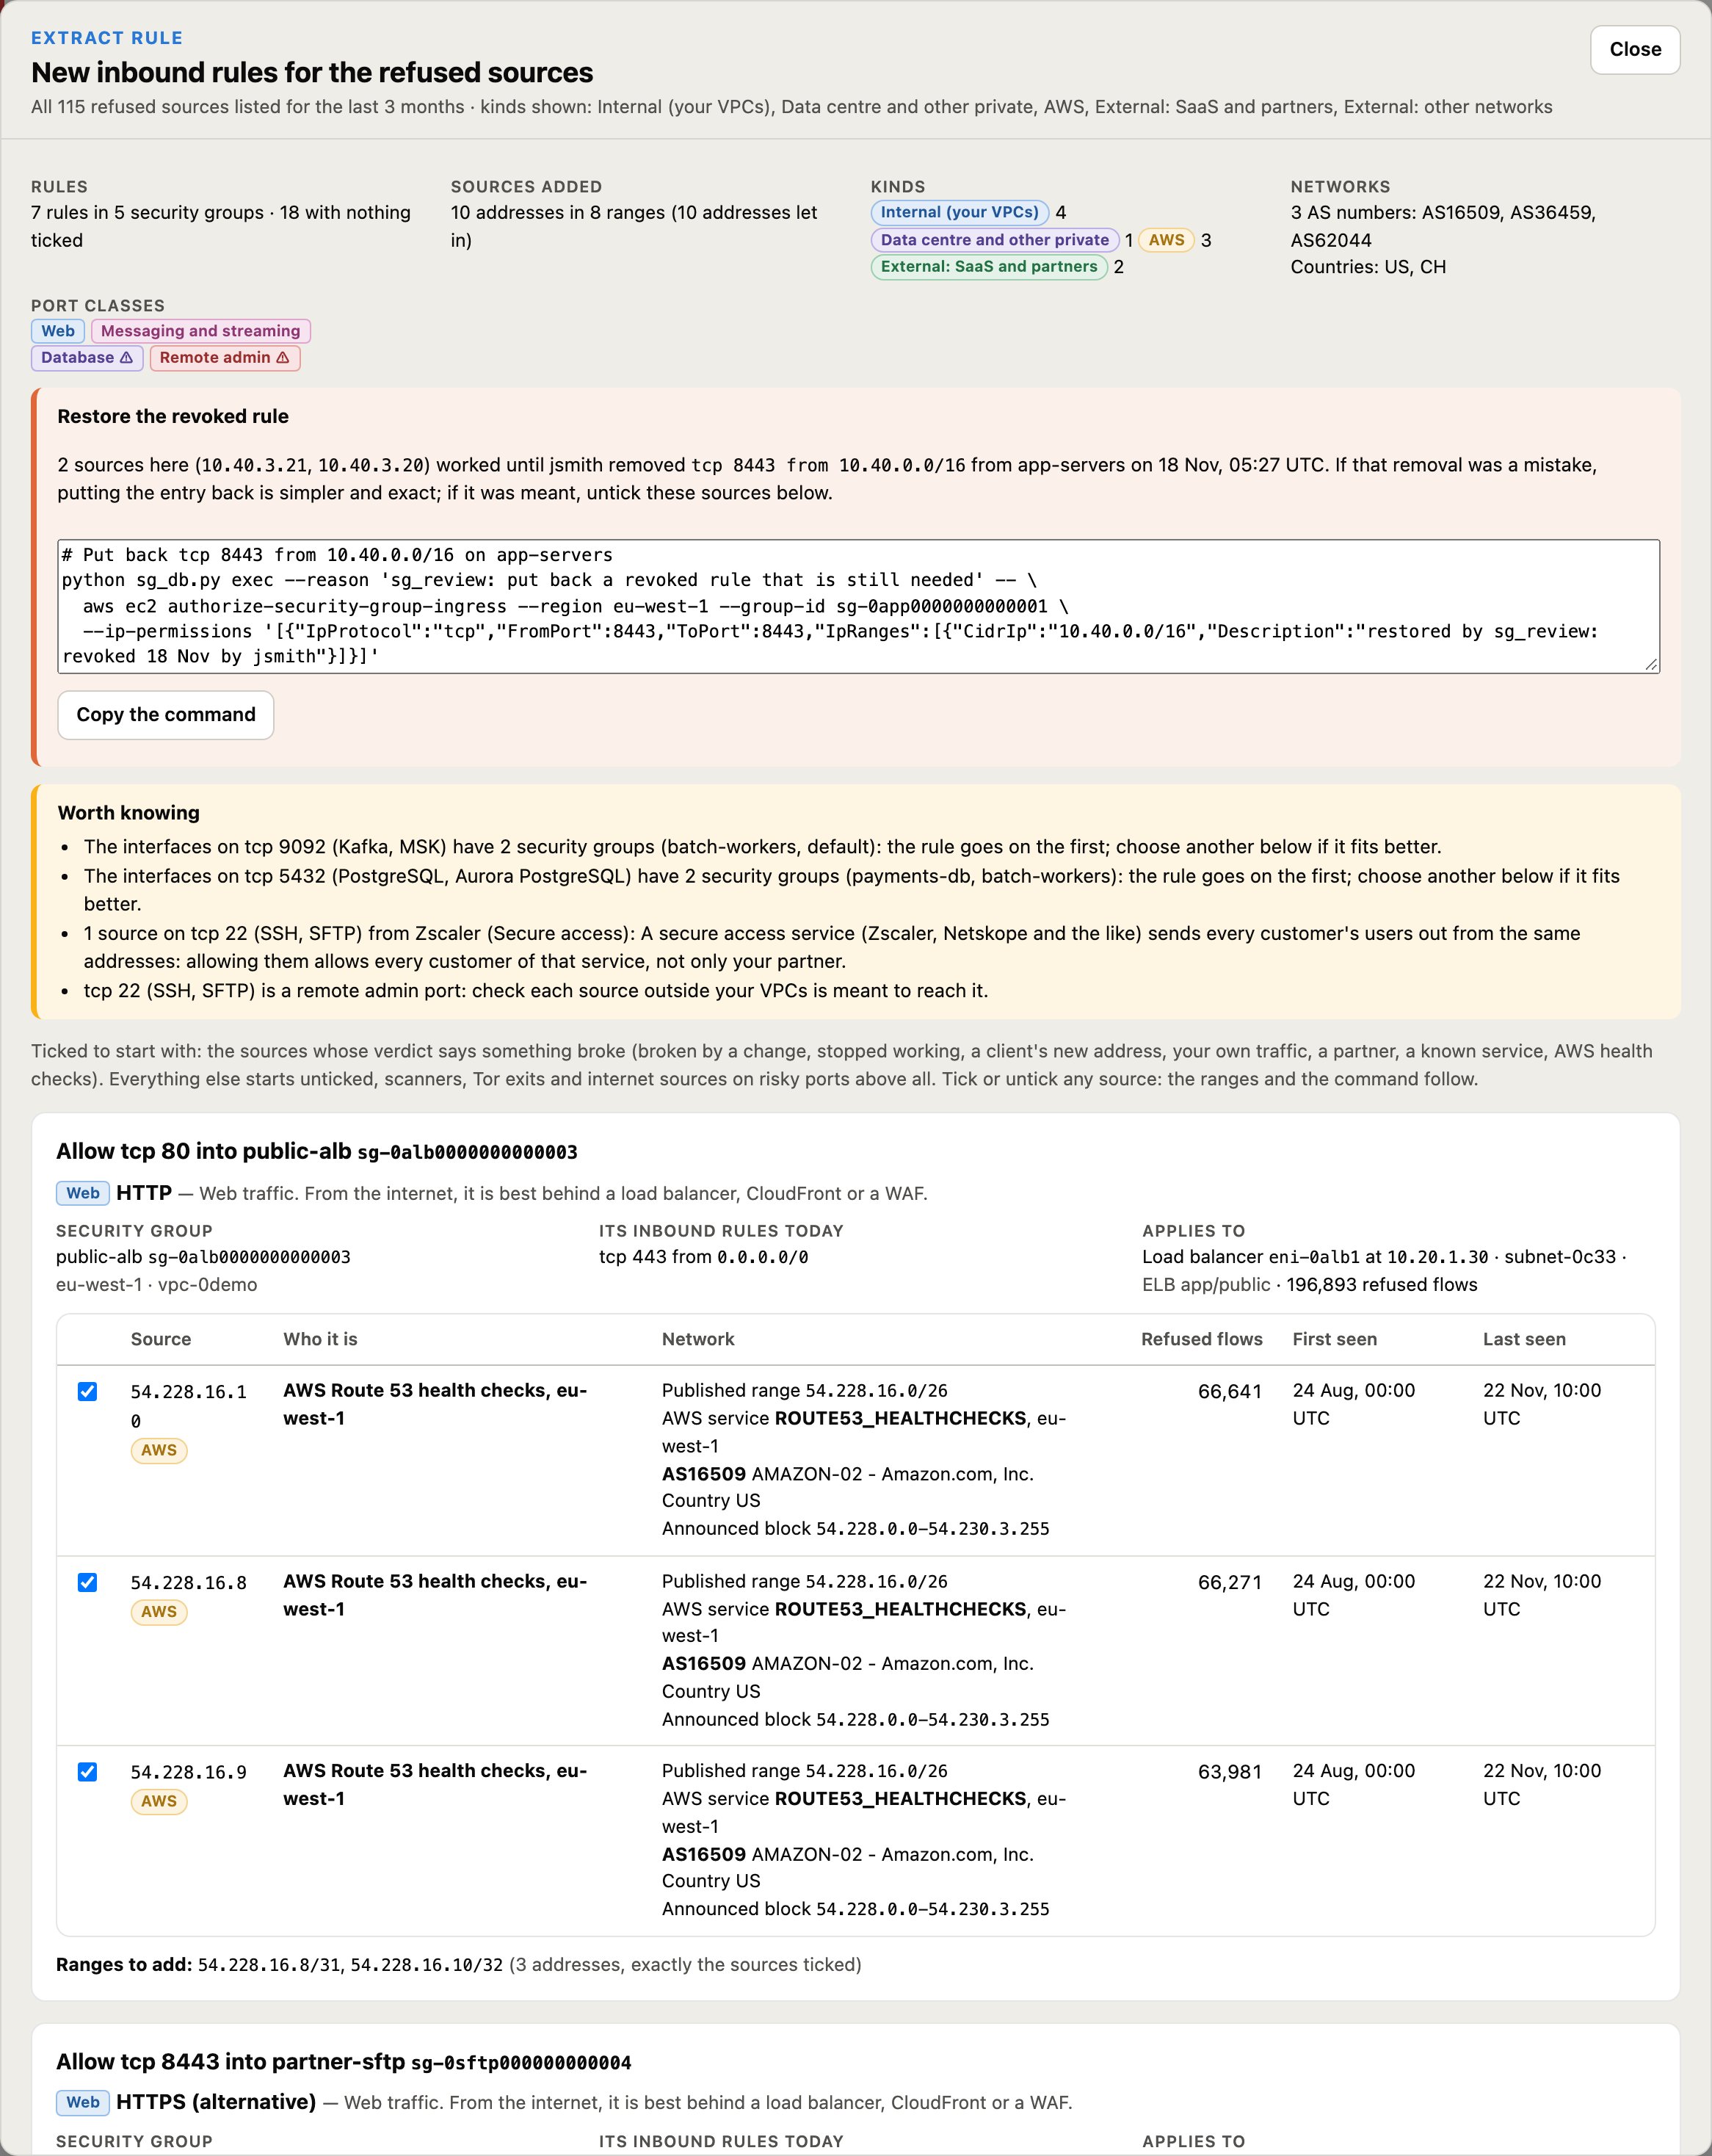 EXTRACT RULE
New inbound rules for the refused sources
All 115 refused sources listed for the last 3 months · kinds shown: Internal (your VPCs), Data centre and other private, AWS, External: SaaS and partners, External: other networks
Close
RULES
7 rules in 5 security groups · 18 with nothing
ticked
SOURCES ADDED
10 addresses in 8 ranges (10 addresses let
in)
KINDS
Internal (your VPCs) 4
Data centre and other private 1 AWS 3
External: SaaS and partners 2
NETWORKS
3 AS numbers: AS16509, AS36459,
AS62044
Countries: US, CH
PORT CLASSES
Web Messaging and streaming
Database ⚠ Remote admin ⚠
Restore the revoked rule
2 sources here (10.40.3.21, 10.40.3.20) worked until jsmith removed tcp 8443 from 10.40.0.0/16 from app-servers on 18 Nov, 05:27 UTC. If that removal was a mistake,
putting the entry back is simpler and exact; if it was meant, untick these sources below.
# Put back tcp 8443 from 10.40.0.0/16 on app-servers
python sg_db.py exec --reason 'sg_review: put back a revoked rule that is still needed' -- \
aws ec2 authorize-security-group-ingress --region eu-west-1 --group-id sg-0app0000000000001 \
--ip-permissions '[{"IpProtocol":"tcp","FromPort":8443,"ToPort":8443,"IpRanges":[{"CidrIp":"10.40.0.0/16","Description":"restored by sg_review:
revoked 18 Nov by jsmith"}]}]'
Copy the command
Worth knowing
• The interfaces on tcp 9092 (Kafka, MSK) have 2 security groups (batch-workers, default): the rule goes on the first; choose another below if it fits better.
• The interfaces on tcp 5432 (PostgreSQL, Aurora PostgreSQL) have 2 security groups (payments-db, batch-workers): the rule goes on the first; choose another below if it fits
better.
• 1 source on tcp 22 (SSH, SFTP) from Zscaler (Secure access): A secure access service (Zscaler, Netskope and the like) sends every customer's users out from the same
addresses: allowing them allows every customer of that service, not only your partner.
• tcp 22 (SSH, SFTP) is a remote admin port: check each source outside your VPCs is meant to reach it.
Ticked to start with: the sources whose verdict says something broke (broken by a change, stopped working, a client's new address, your own traffic, a partner, a known service, AWS health
checks). Everything else starts unticked, scanners, Tor exits and internet sources on risky ports above all. Tick or untick any source: the ranges and the command follow.
Allow tcp 80 into public-alb sg-0alb0000000000003
Web HTTP — Web traffic. From the internet, it is best behind a load balancer, CloudFront or a WAF.
SECURITY GROUP
public-alb sg-0alb0000000000003
eu-west-1 · vpc-0demo
ITS INBOUND RULES TODAY
tcp 443 from 0.0.0.0/0
APPLIES TO
Load balancer eni-0alb1 at 10.20.1.30 · subnet-0c33 ·
ELB app/public · 196,893 refused flows
Source Who it is Network Refused flows First seen Last seen
54.228.16.1
0
AWS
AWS Route 53 health checks, eu-
west-1
Published range 54.228.16.0/26
AWS service ROUTE53_HEALTHCHECKS, eu-
west-1
AS16509 AMAZON-02 - Amazon.com, Inc.
Country US
Announced block 54.228.0.0–54.230.3.255
66,641
24 Aug, 00:00
UTC
22 Nov, 10:00
UTC
54.228.16.8
AWS
AWS Route 53 health checks, eu-
west-1
Published range 54.228.16.0/26
AWS service ROUTE53_HEALTHCHECKS, eu-
west-1
AS16509 AMAZON-02 - Amazon.com, Inc.
Country US
Announced block 54.228.0.0–54.230.3.255
66,271
24 Aug, 00:00
UTC
22 Nov, 10:00
UTC
54.228.16.9
AWS
AWS Route 53 health checks, eu-
west-1
Published range 54.228.16.0/26
AWS service ROUTE53_HEALTHCHECKS, eu-
west-1
AS16509 AMAZON-02 - Amazon.com, Inc.
Country US
Announced block 54.228.0.0–54.230.3.255
63,981
24 Aug, 00:00
UTC
22 Nov, 10:00
UTC
Ranges to add: 54.228.16.8/31, 54.228.16.10/32 (3 addresses, exactly the sources ticked)
Allow tcp 8443 into partner-sftp sg-0sftp000000000004
Web HTTPS (alternative) — Web traffic. From the internet, it is best behind a load balancer, CloudFront or a WAF.
SECURITY GROUP
ITS INBOUND RULES TODAY
APPLIES TO